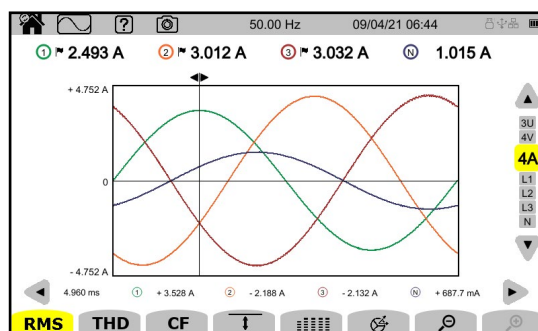 ? 50.00 Hz 09/04/21 06:44
1 2.493 A 2 3.012 A 3 3.032 A N 1.015 A
+ 4.752 A
0
- 4.752 A
3U
4V
4A
L1
L2
L3
N
4.960 ms 1 + 3.528 A 2 - 2.188 A 3 - 2.132 A N + 687.7 mA
RMS THD CF